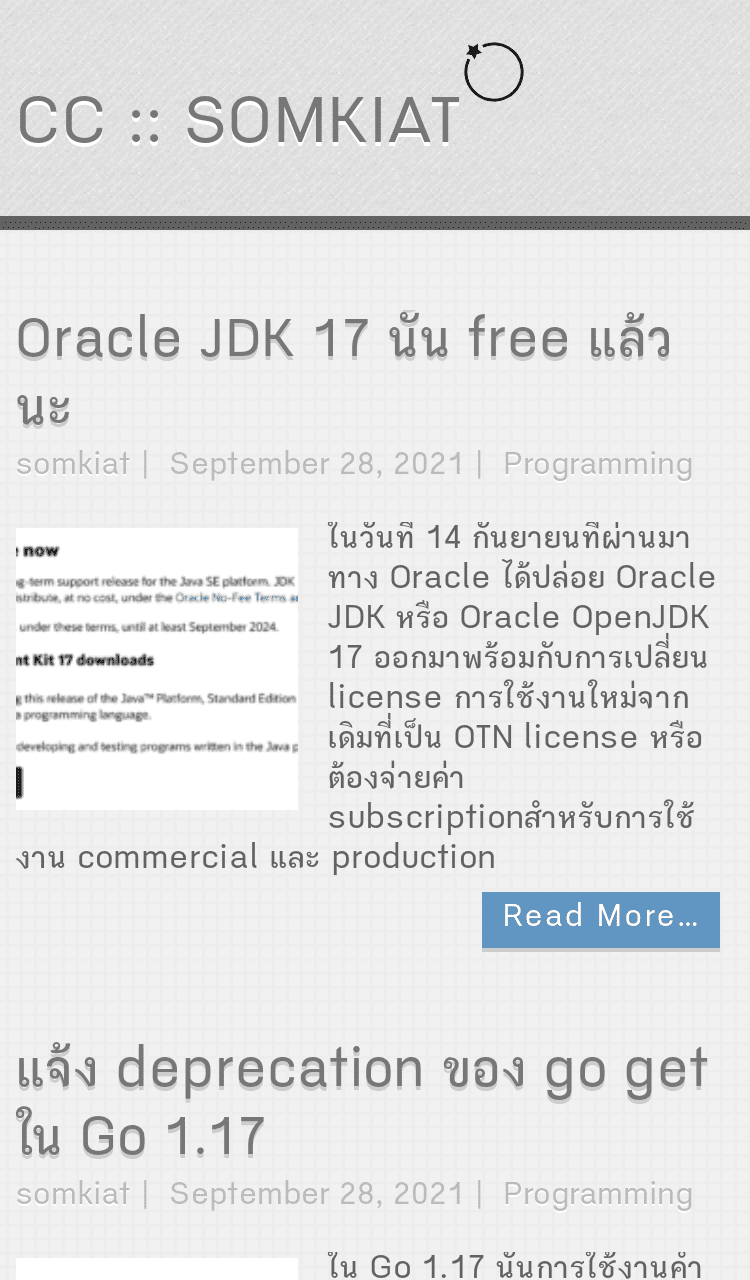 CC :: SOMKIAT
Oracle JDK 17 นั้น free แล้ว
นะ
somkiat | September 28, 2021 | Programming
now
g-term support release for the Java SE platform. JDK
stribute, at no cost, under the Oracle No-Fee Terms a
under these terms, until at least September 2024.
nt Kit 17 downloads
g this release of the Java™ Platform, Standard Edition
a programming language.
developing and testing programs written in the Java p
ในวันที่ 14 กันยายนที่ผ่านมา
ทาง Oracle ได้ปล่อย Oracle
JDK หรือ Oracle OpenJDK
17 ออกมาพร้อมกับการเปลี่ยน
license การใช้งานใหม่จาก
เดิมที่เป็น OTN license หรือ
ต้องจ่ายค่า
subscriptionสำหรับการใช้
งาน commercial และ production
Read More…
แจ้ง deprecation ของ go get
ใน Go 1.17
somkiat | September 28, 2021 | Programming
ใน Go 1.17 นั้นการใช้งานคำ